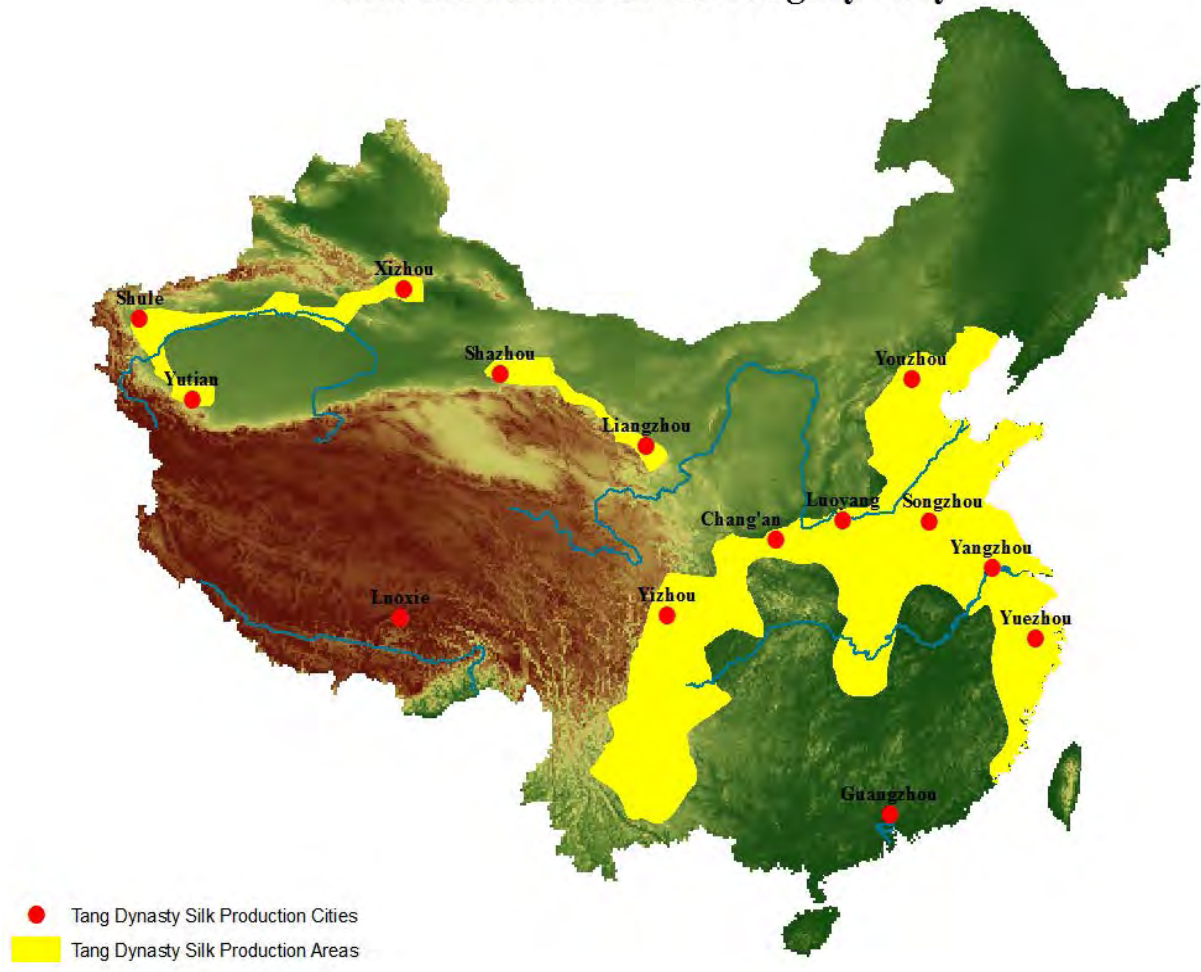 Xizhou
Shule
Shazhou
Youzhou
Yutian
Liangzhou
Luoyang
Songzhou
Chang'an
Yangzhou
Luoxie
Yizhou
Yuezhou
Guangzhou
Tang Dynasty Silk Production Cities
Tang Dynasty Silk Production Areas